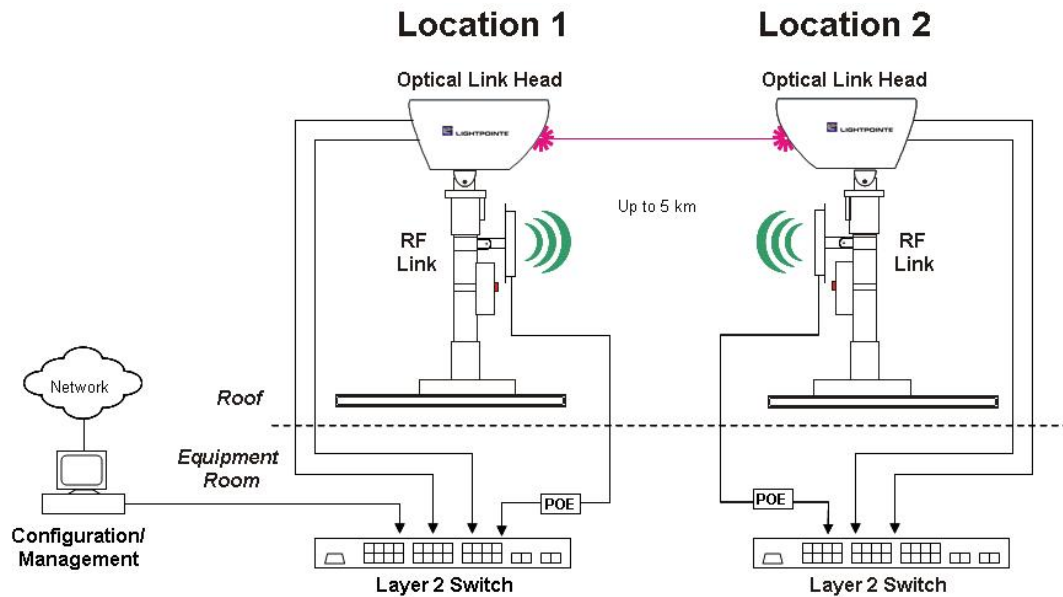 Location 1
Location 2
Optical Link Head
Optical Link Head
LIGHTPOINTE
LIGHTPOINTE
Up to 5 km
RF
Link
RF
Link
Network
Roof
Equipment
Room
POE
POE
Configuration/
Management
Layer 2 Switch
Layer 2 Switch